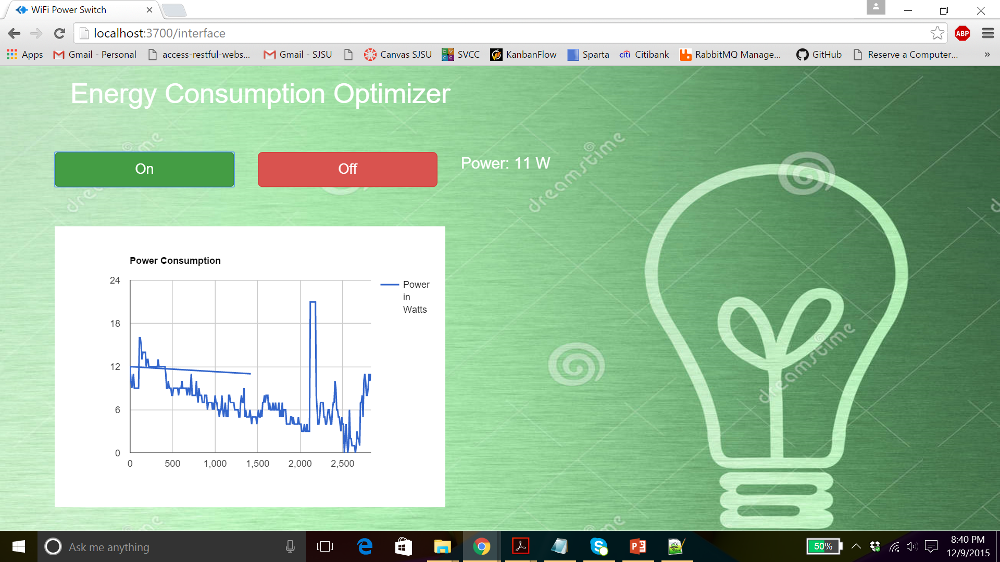 WiFi Power Switch
localhost:3700/interface
ABP
Apps Gmail - Personal access-restful-webs... Gmail - SJSU Canvas SJSU SVCC KanbanFlow Sparta citi Citibank RabbitMQ Manage... GitHub Reserve a Computer... »
Energy Consumption Optimizer
On Off Power: 11 W
Power Consumption
24
18
12
6
0
0 500 1,000 1,500 2,000 2,500
Power
in
Watts
dreamstime
dreamstime
dreamstime
Ask me anything
50%
8:40 PM
12/9/2015